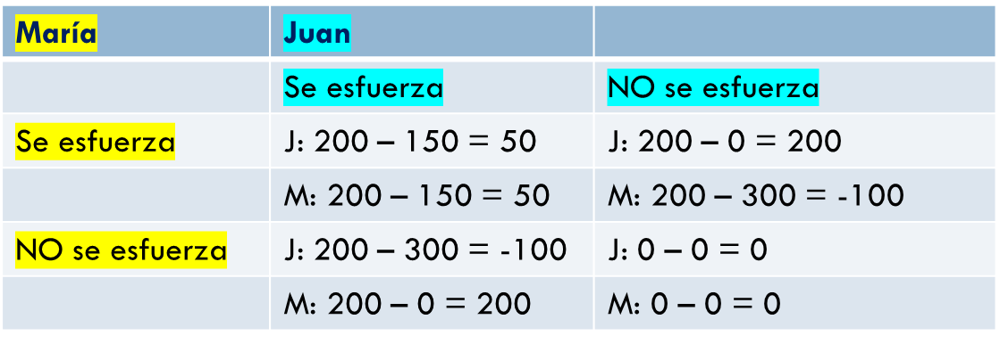 María Juan
Se esfuerza NO se esfuerza
Se esfuerza J: 200 – 150 = 50 J: 200 – 0 = 200
M: 200 – 150 = 50 M: 200 – 300 = -100
NO se esfuerza J: 200 – 300 = -100 J: 0 – 0 = 0
M: 200 – 0 = 200 M: 0 – 0 = 0